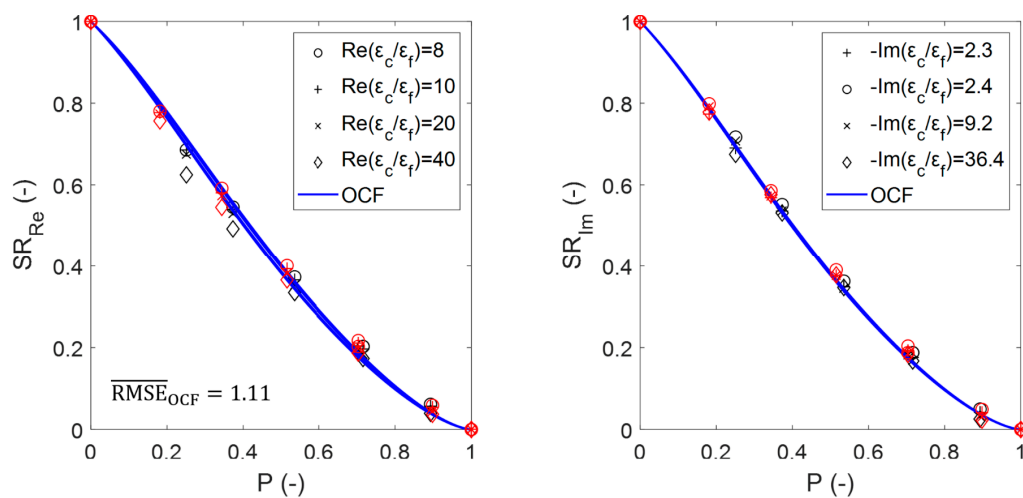 1
0.8
0.6
0.4
0.2
0
SR_Re (-)
Re(ε_c/ε_f)=8
Re(ε_c/ε_f)=10
Re(ε_c/ε_f)=20
Re(ε_c/ε_f)=40
OCF
RMSE_OCF = 1.11
0 0.2 0.4 0.6 0.8 1
P (-)
1
0.8
0.6
0.4
0.2
0
SR_Im (-)
-Im(ε_c/ε_f)=2.3
-Im(ε_c/ε_f)=2.4
-Im(ε_c/ε_f)=9.2
-Im(ε_c/ε_f)=36.4
OCF
0 0.2 0.4 0.6 0.8 1
P (-)